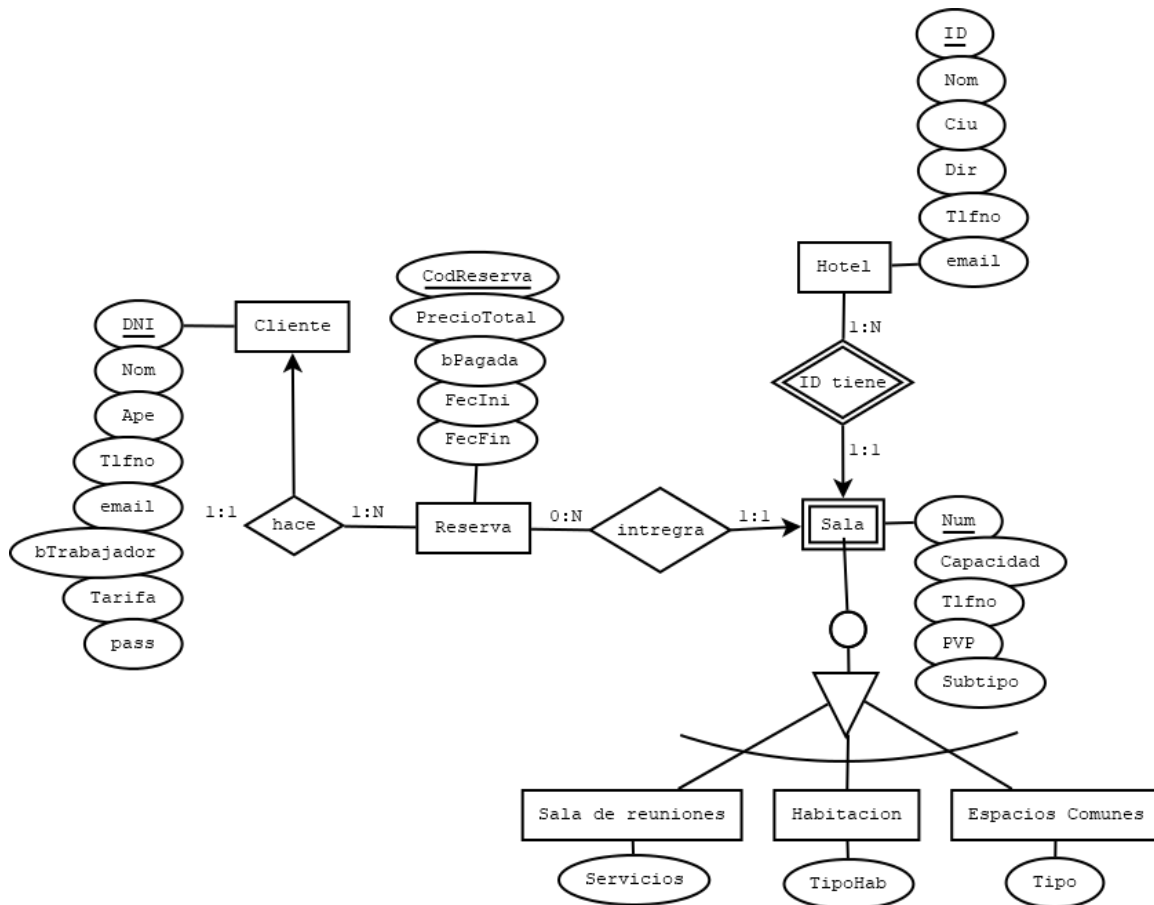 ID
Nom
Ciu
Dir
Tlfno
email
Hotel
1:N
ID tiene
1:1
CodReserva
PrecioTotal
bPagada
FecIni
FecFin
DNI
Cliente
Nom
Ape
Tlfno
email
bTrabajador
Tarifa
pass
1:1
hace
1:N
Reserva
0:N
intregra
1:1
Sala
Num
Capacidad
Tlfno
PVP
Subtipo
Sala de reuniones
Habitacion
Espacios Comunes
Servicios
TipoHab
Tipo